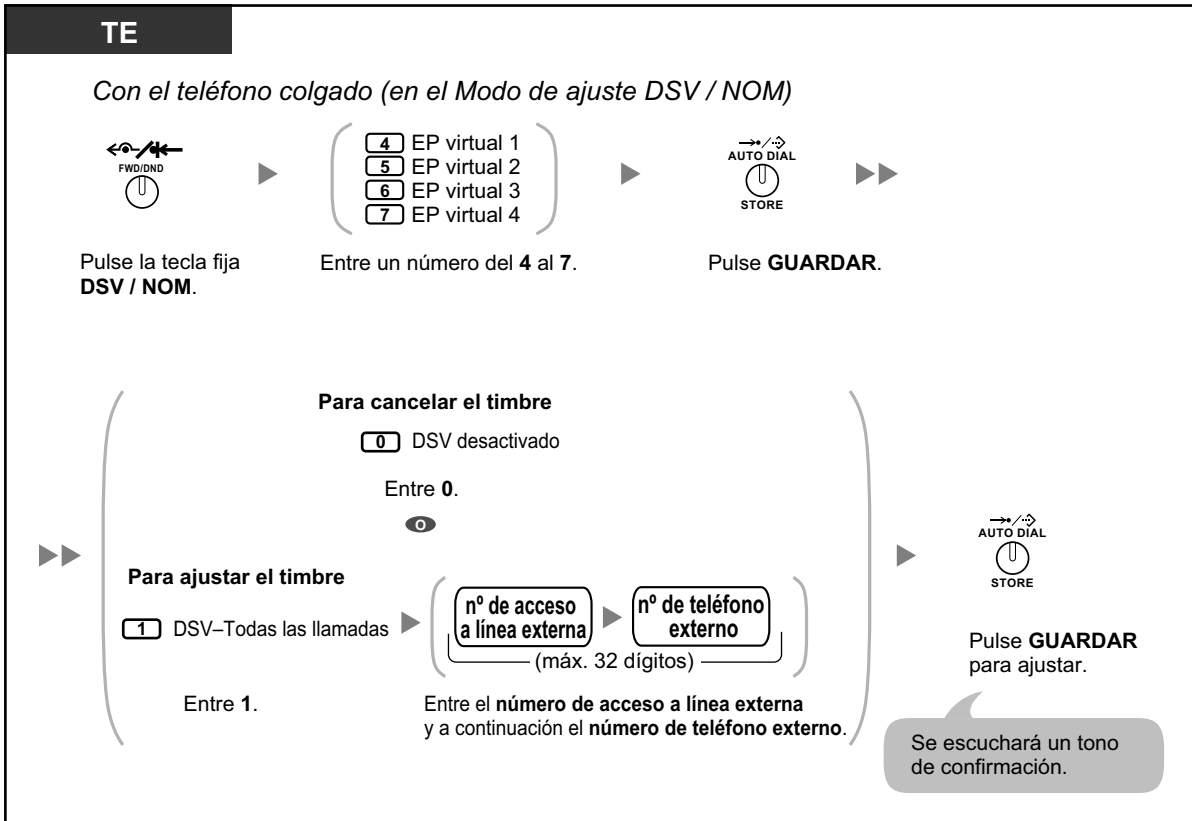 TE
Con el teléfono colgado (en el Modo de ajuste DSV / NOM)
FWD/DND
4 EP virtual 1
5 EP virtual 2
6 EP virtual 3
7 EP virtual 4
AUTO DIAL
STORE
Pulse la tecla fija
DSV / NOM.
Entre un número del 4 al 7.
Pulse GUARDAR.
Para cancelar el timbre
0 DSV desactivado
Entre 0.
O
Para ajustar el timbre
1 DSV–Todas las llamadas
nº de acceso
a línea externa
nº de teléfono
externo
(máx. 32 dígitos)
Entre 1.
Entre el número de acceso a línea externa
y a continuación el número de teléfono externo.
AUTO DIAL
STORE
Pulse GUARDAR
para ajustar.
Se escuchará un tono
de confirmación.